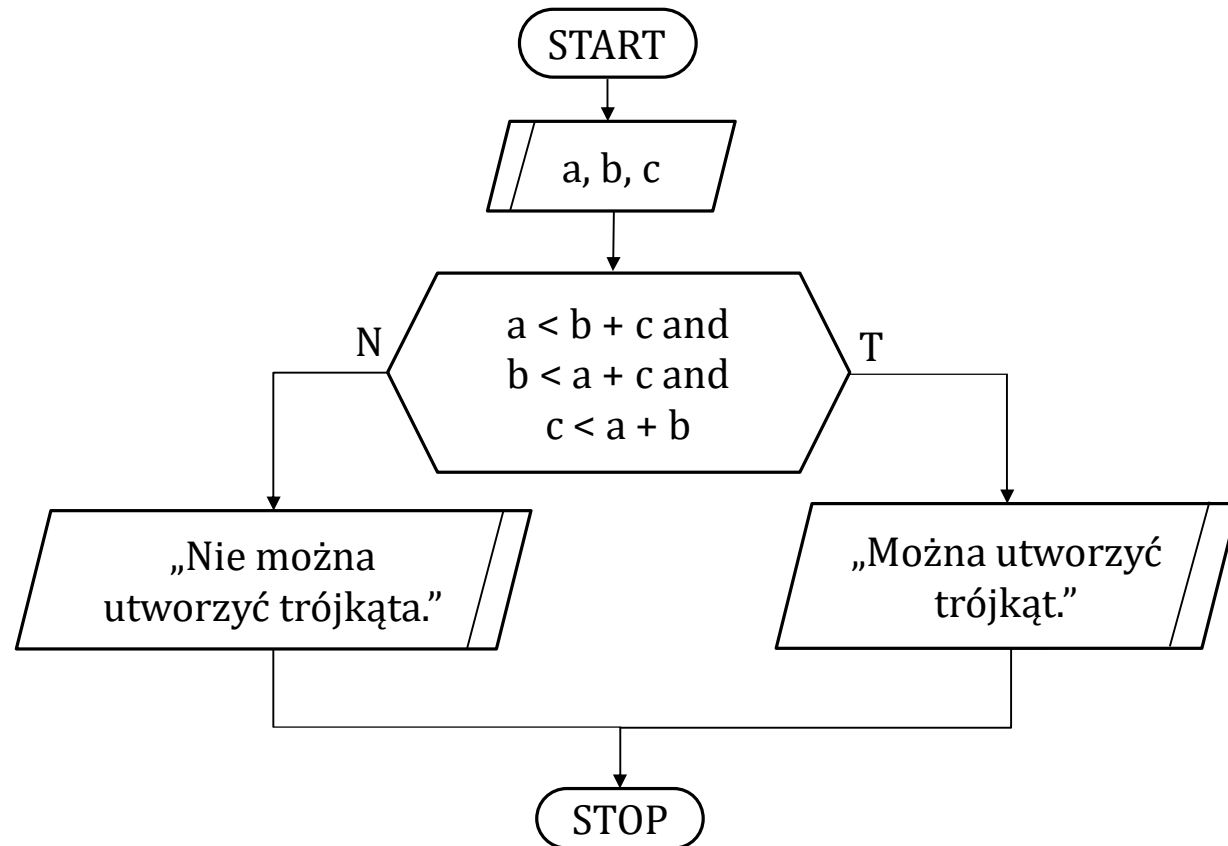 START
a, b, c
N
T
a < b + c and
b < a + c and
c < a + b
„Nie można
utworzyć trójkąta.”
„Można utworzyć
trójkąt.”
STOP